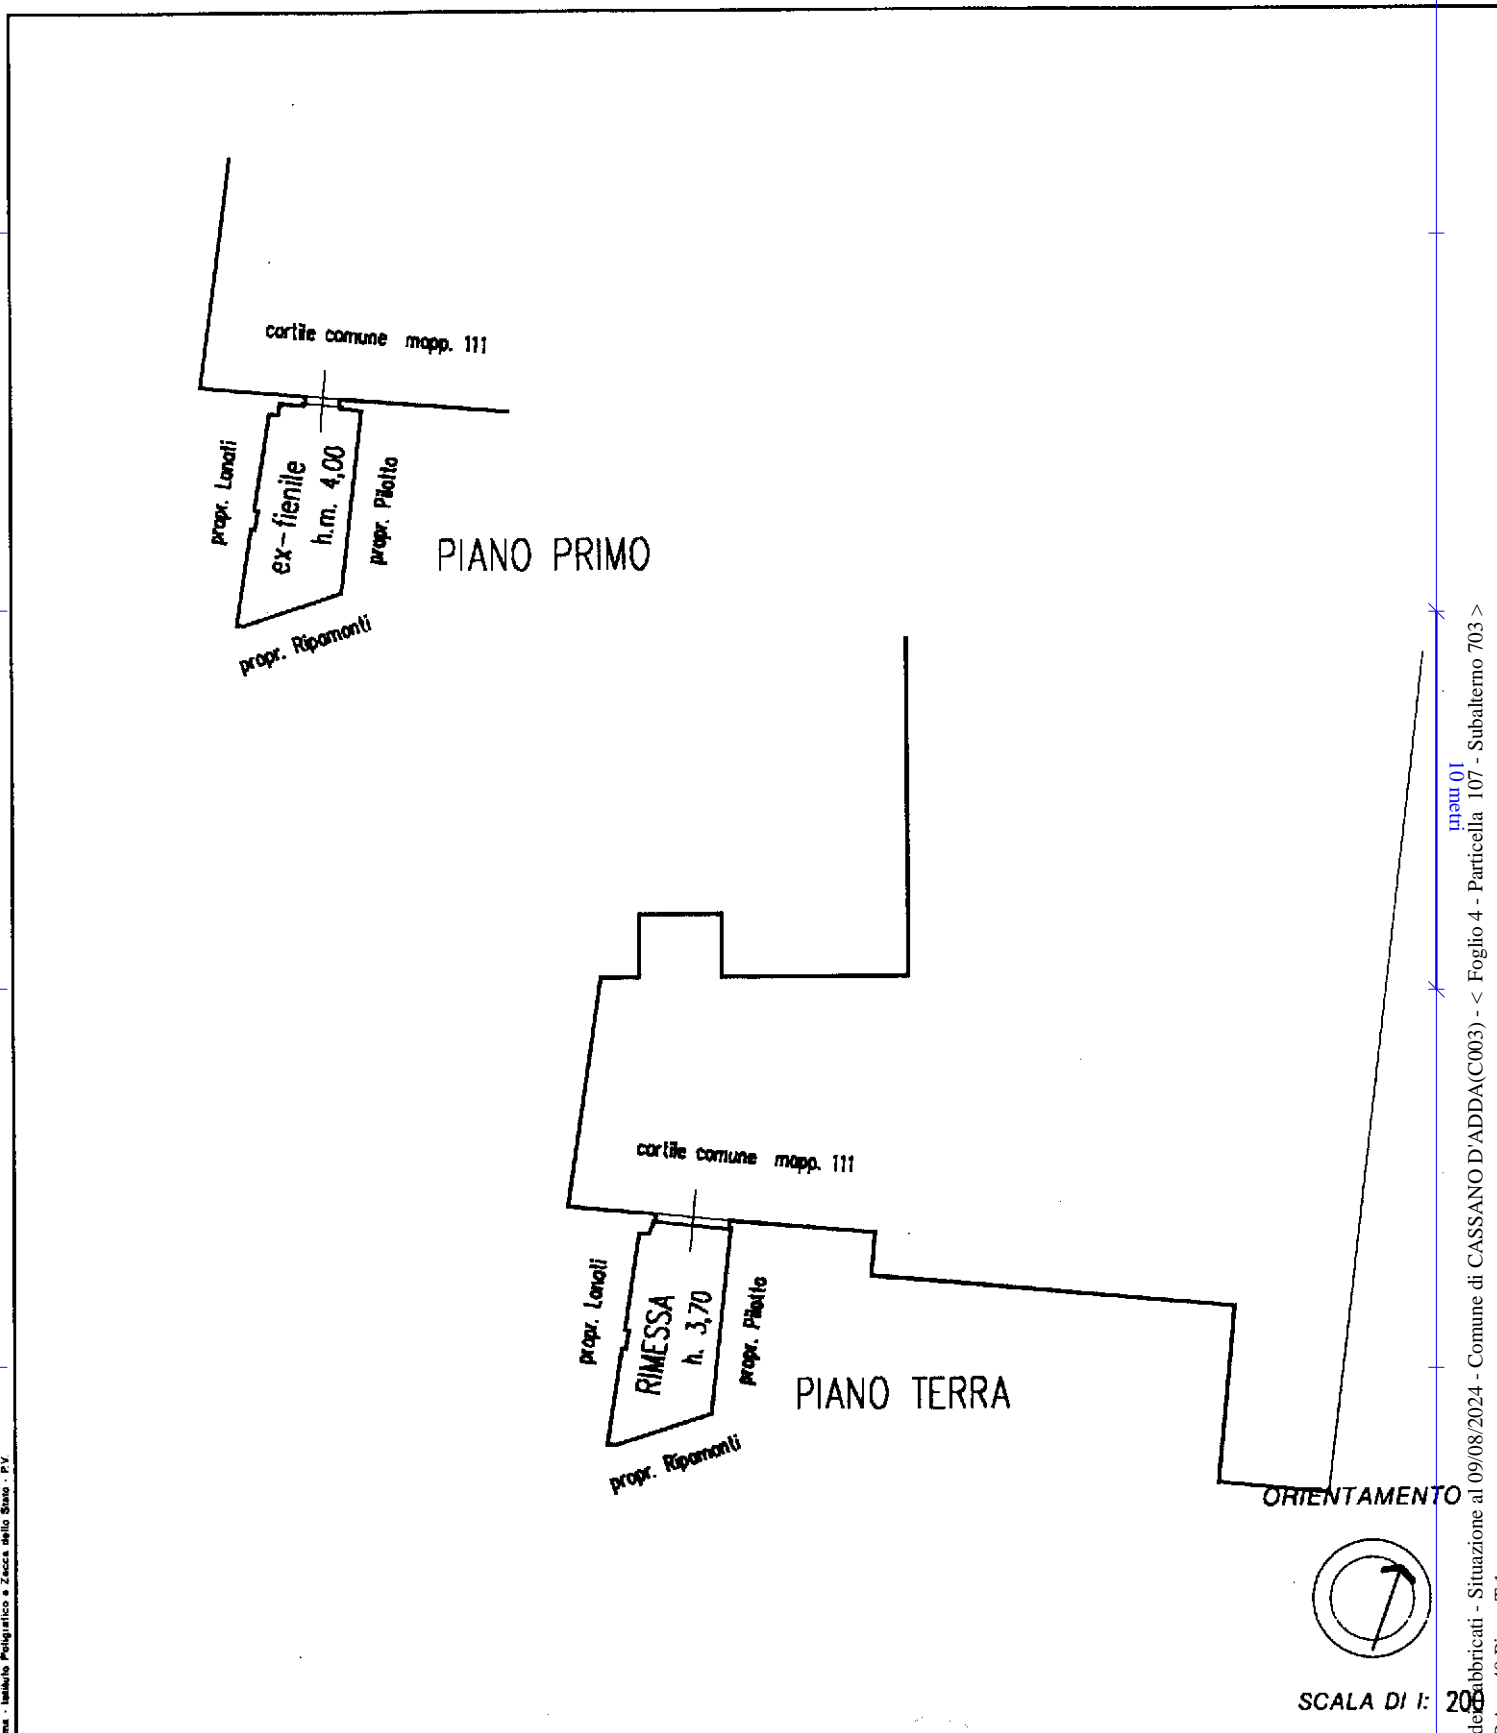 cortile comune mapp. 111
propr. Lanati
ex-fienile
h.m. 4,00
propr. Pilotto
PIANO PRIMO
propr. Ripamonti
cortile comune mapp. 111
propr. Lanati
RIMESSA
h. 3,70
propr. Pilotto
PIANO TERRA
propr. Ripamonti
ORIENTAMENTO
SCALA DI I: 200
10 metri
dei Fabbricati - Situazione al 09/08/2024 - Comune di CASSANO D'ADDA(C003) - < Foglio 4 - Particella 107 - Subalterno 703 >
Istituto Poligrafico e Zecca dello Stato - P.V.